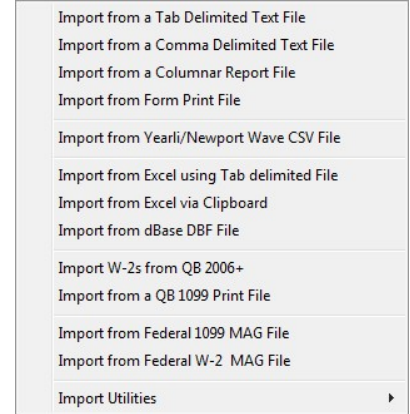 Import from a Tab Delimited Text File
Import from a Comma Delimited Text File
Import from a Columnar Report File
Import from Form Print File
Import from Yearli/Newport Wave CSV File
Import from Excel using Tab delimited File
Import from Excel via Clipboard
Import from dBase DBF File
Import W-2s from QB 2006+
Import from a QB 1099 Print File
Import from Federal 1099 MAG File
Import from Federal W-2  MAG File
Import Utilities